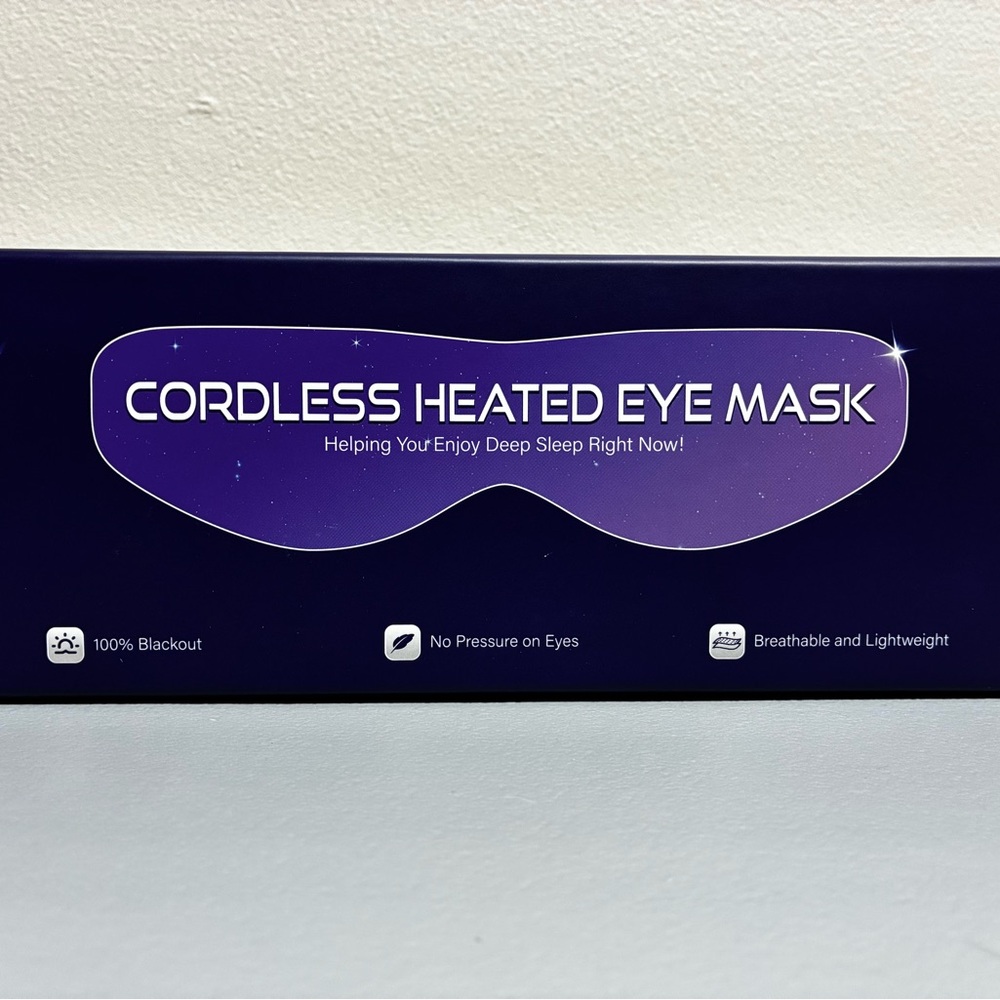 CORDLESS HEATED EYE MASK
Helping You Enjoy Deep Sleep Right Now!
100% Blackout
No Pressure on Eyes
Breathable and Lightweight